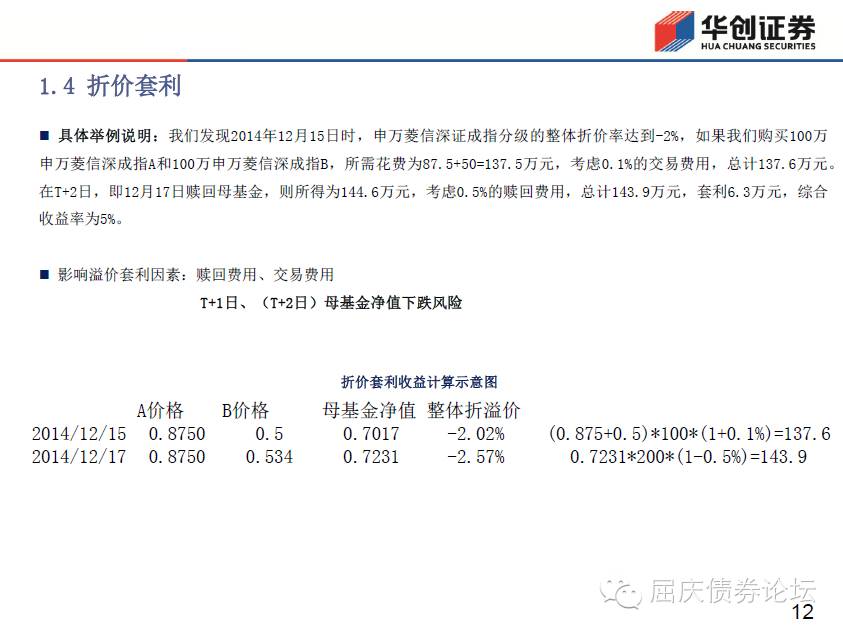 华创证券
HUA CHUANG SECURITIES
1.4 折价套利
■ 具体举例说明：我们发现2014年12月15日时，申万菱信深证成指分级的整体折价率达到-2%，如果我们购买100万
申万菱信深成指A和100万申万菱信深成指B，所需花费为87.5+50=137.5万元，考虑0.1%的交易费用，总计137.6万元。
在T+2日，即12月17日赎回母基金，则所得为144.6万元，考虑0.5%的赎回费用，总计143.9万元，套利6.3万元，综合
收益率为5%。
■ 影响溢价套利因素：赎回费用、交易费用
T+1日、（T+2日）母基金净值下跌风险
折价套利收益计算示意图
A价格 B价格 母基金净值 整体折溢价
2014/12/15 0.8750 0.5 0.7017 -2.02% (0.875+0.5)*100*(1+0.1%)=137.6
2014/12/17 0.8750 0.534 0.7231 -2.57% 0.7231*200*(1-0.5%)=143.9
屈庆债券论坛
12